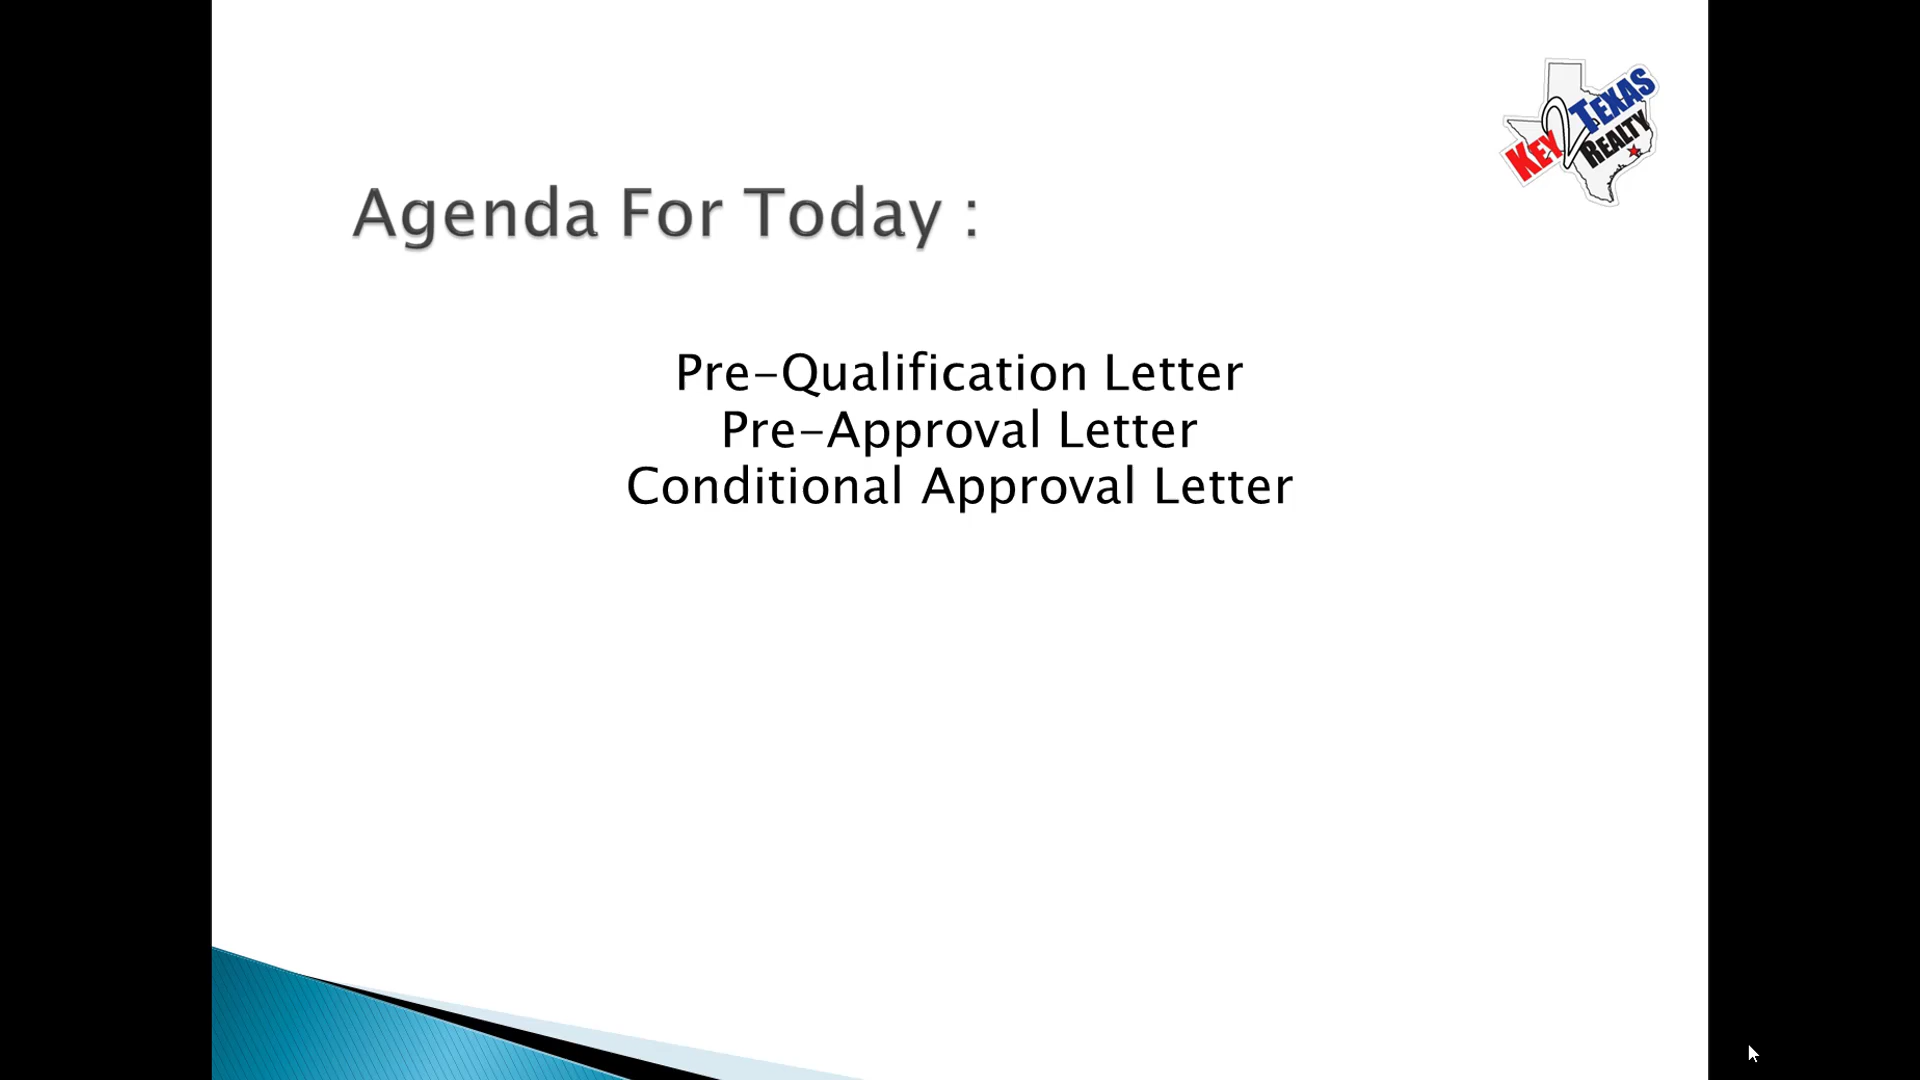 KEY 2 TEXAS
REALTY
Agenda For Today :
Pre-Qualification Letter
Pre-Approval Letter
Conditional Approval Letter